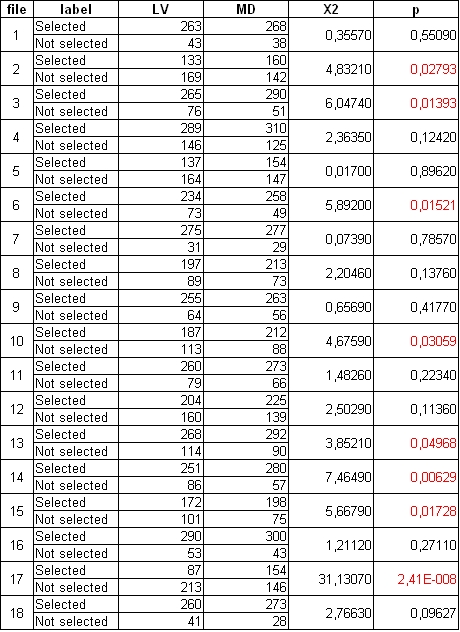 file label LV MD X2 p
1 Selected 263 268 0,35570 0,55090
Not selected 43 38
2 Selected 133 160 4,83210 0,02793
Not selected 169 142
3 Selected 265 290 6,04740 0,01393
Not selected 76 51
4 Selected 289 310 2,36350 0,12420
Not selected 146 125
5 Selected 137 154 0,01700 0,89620
Not selected 164 147
6 Selected 234 258 5,89200 0,01521
Not selected 73 49
7 Selected 275 277 0,07390 0,78570
Not selected 31 29
8 Selected 197 213 2,20460 0,13760
Not selected 89 73
9 Selected 255 263 0,65690 0,41770
Not selected 64 56
10 Selected 187 212 4,67590 0,03059
Not selected 113 88
11 Selected 260 273 1,48260 0,22340
Not selected 79 66
12 Selected 204 225 2,50290 0,11360
Not selected 160 139
13 Selected 268 292 3,85210 0,04968
Not selected 114 90
14 Selected 251 280 7,46490 0,00629
Not selected 86 57
15 Selected 172 198 5,66790 0,01728
Not selected 101 75
16 Selected 290 300 1,21120 0,27110
Not selected 53 43
17 Selected 87 154 31,13070 2,41E-008
Not selected 213 146
18 Selected 260 273 2,76630 0,09627
Not selected 41 28